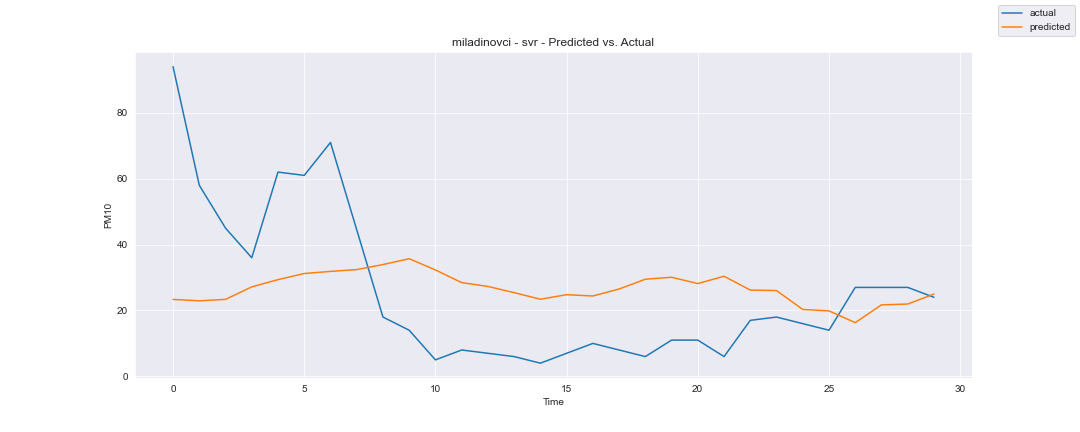 actual
predicted
miladinovci - svr - Predicted vs. Actual
PM10
80
60
40
20
0
0 5 10 15 20 25 30
Time